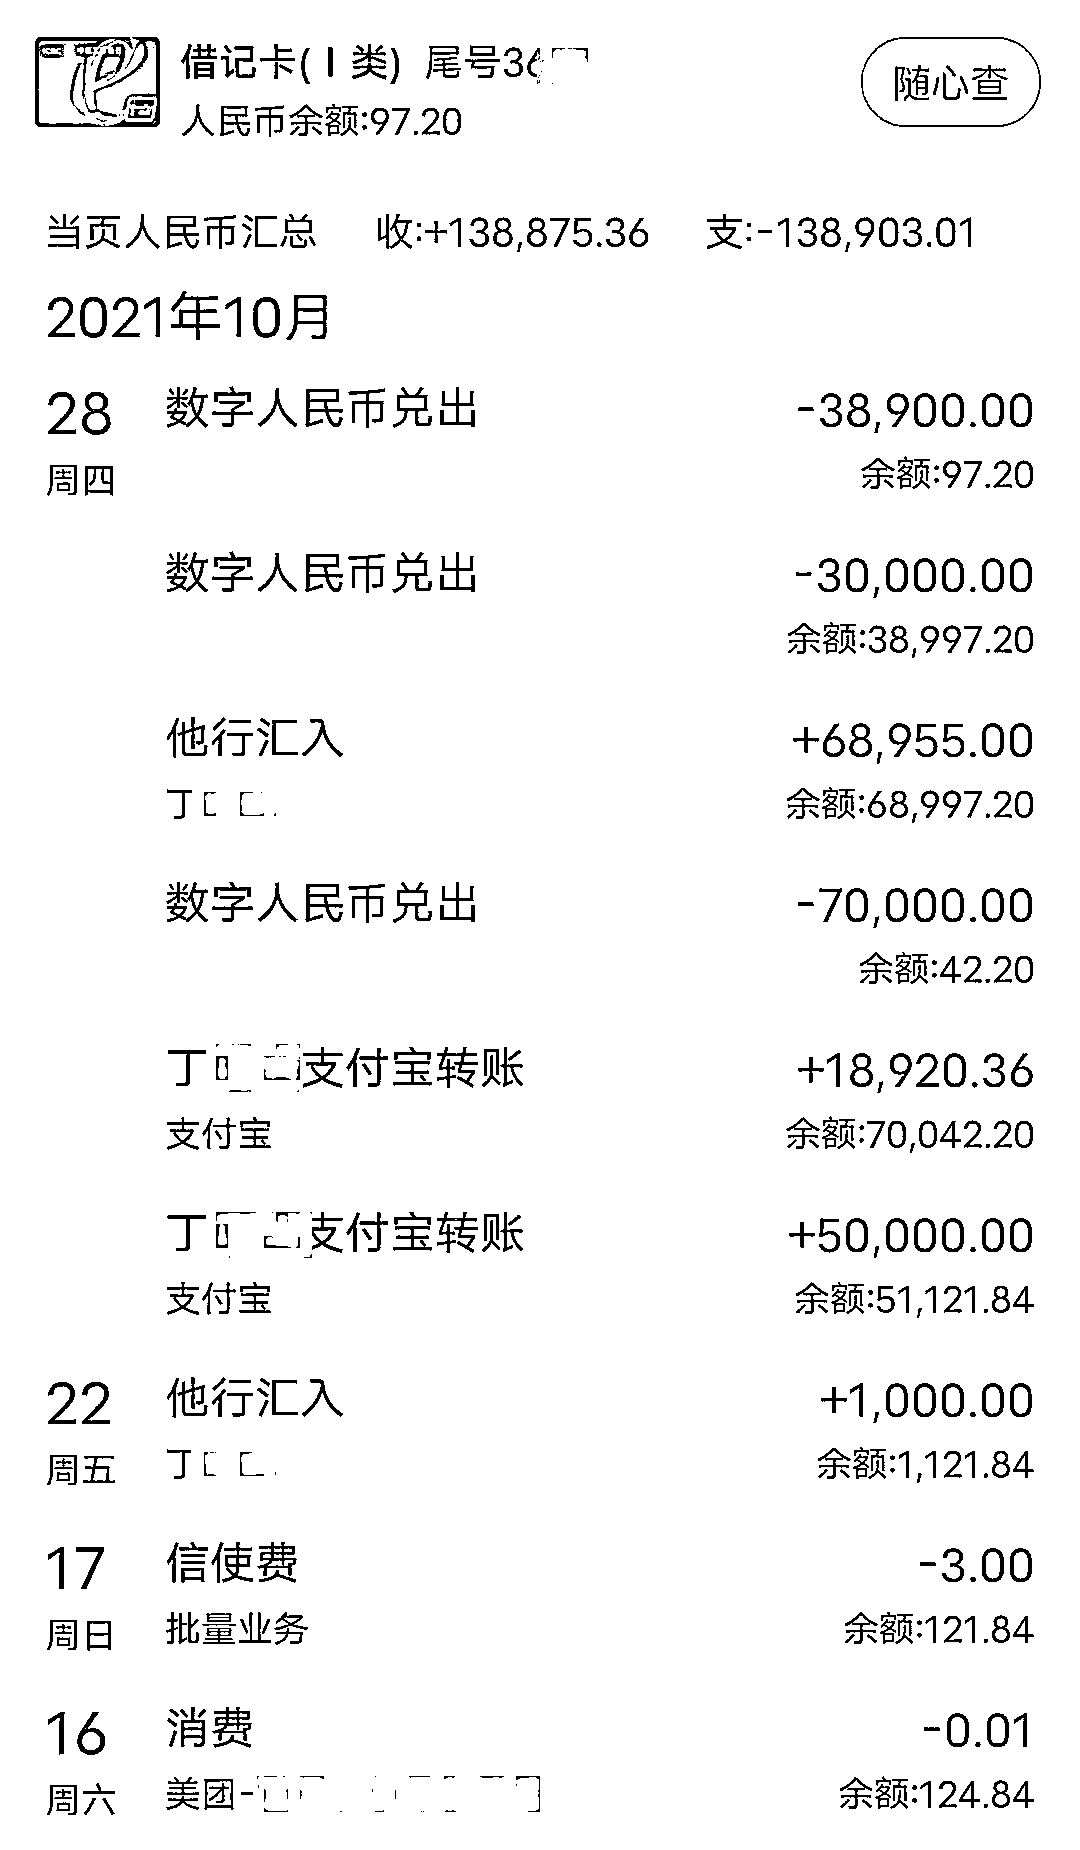 借记卡(Ⅰ类) 尾号36
人民币余额:97.20
随心查
当页人民币汇总 收:+138,875.36 支:-138,903.01
2021年10月
28 数字人民币兑出 -38,900.00
周四 余额:97.20
数字人民币兑出 -30,000.00
余额:38,997.20
他行汇入 +68,955.00
丁 余额:68,997.20
数字人民币兑出 -70,000.00
余额:42.20
丁 支付宝转账 +18,920.36
支付宝 余额:70,042.20
丁 支付宝转账 +50,000.00
支付宝 余额:51,121.84
22 他行汇入 +1,000.00
周五 丁 余额:1,121.84
17 信使费 -3.00
周日 批量业务 余额:121.84
16 消费 -0.01
周六 美团- 余额:124.84